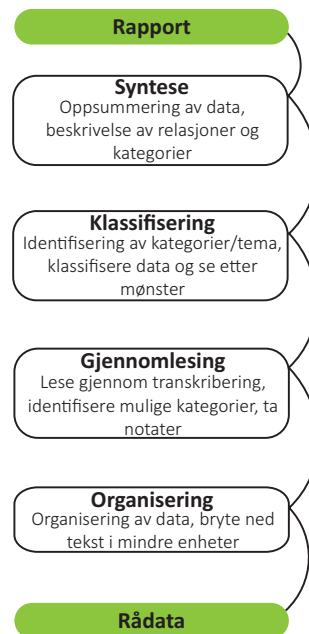 Rapport
Syntese
Oppsummering av data,
beskrivelse av relasjoner og
kategorier
Klassifisering
Identifisering av kategorier/tema,
klassifisere data og se etter
mønster
Gjennomlesing
Lese gjennom transkribering,
identifisere mulige kategorier, ta
notater
Organisering
Organisering av data, bryte ned
tekst i mindre enheter
Rådata